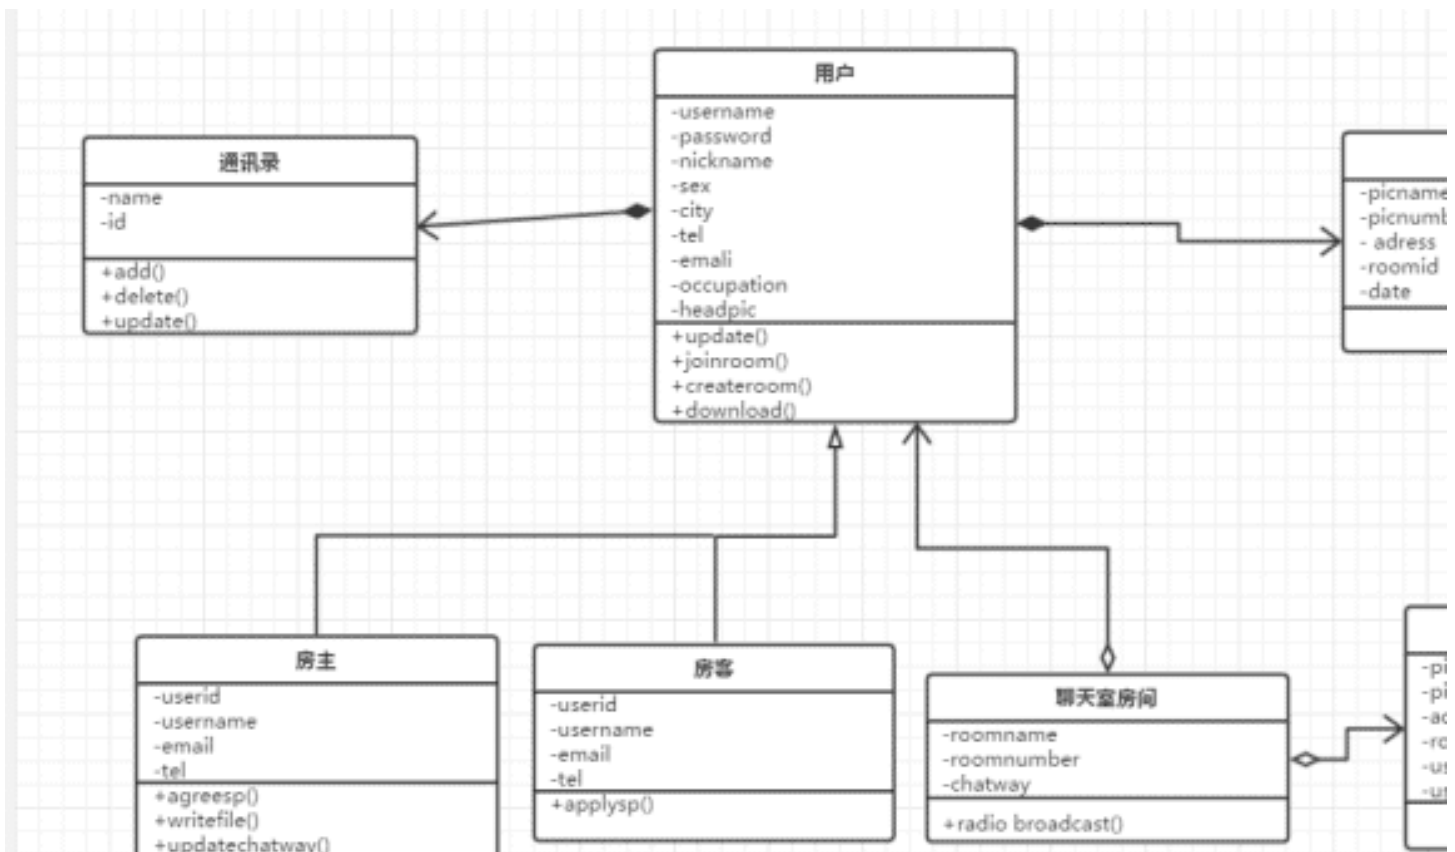 用户
-username
-password
-nickname
-sex
-city
-tel
-emali
-occupation
-headpic
+update()
+joinroom()
+createroom()
+download()
通讯录
-name
-id
+add()
+delete()
+update()
-picname
- adress
-roomid
-date
房主
-userid
-username
-email
-tel
+agreesp()
+writefile()
+updatechatway()
房客
-userid
-username
-email
-tel
+applysp()
聊天室房间
-roomname
-roomnumber
-chatway
+radio broadcast()